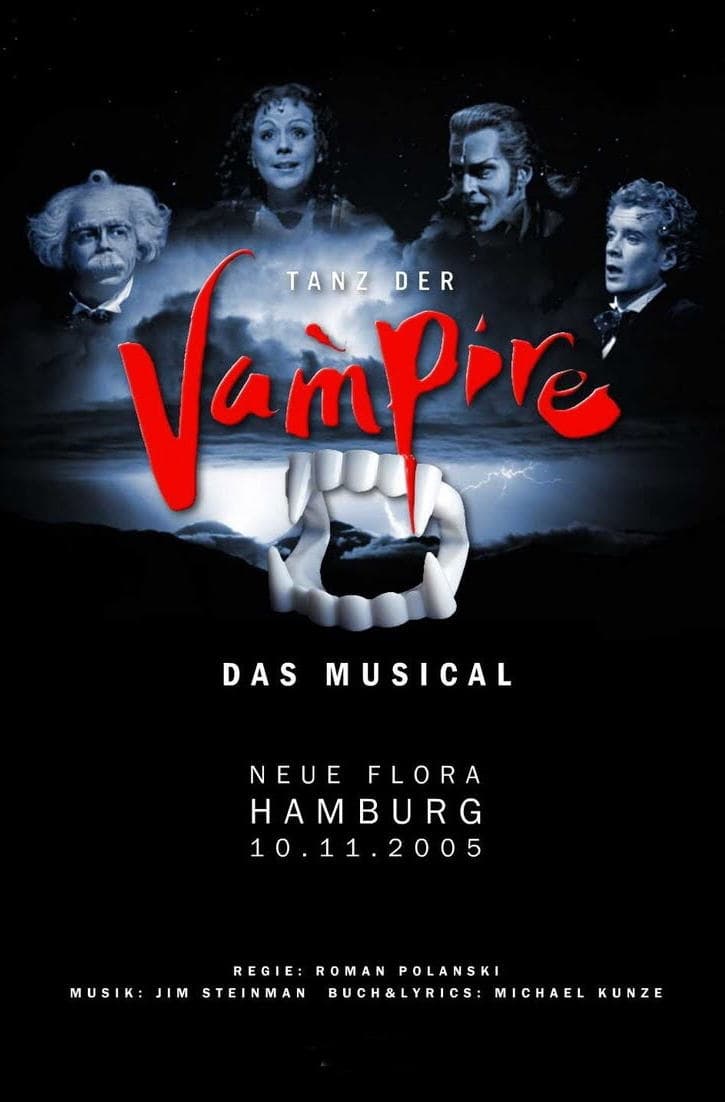 TANZ DER
Vampire
DAS MUSICAL
NEUE FLORA
HAMBURG
10.11.2005
REGIE: ROMAN POLANSKI
MUSIK: JIM STEINMAN BUCH&LYRICS: MICHAEL KUNZE